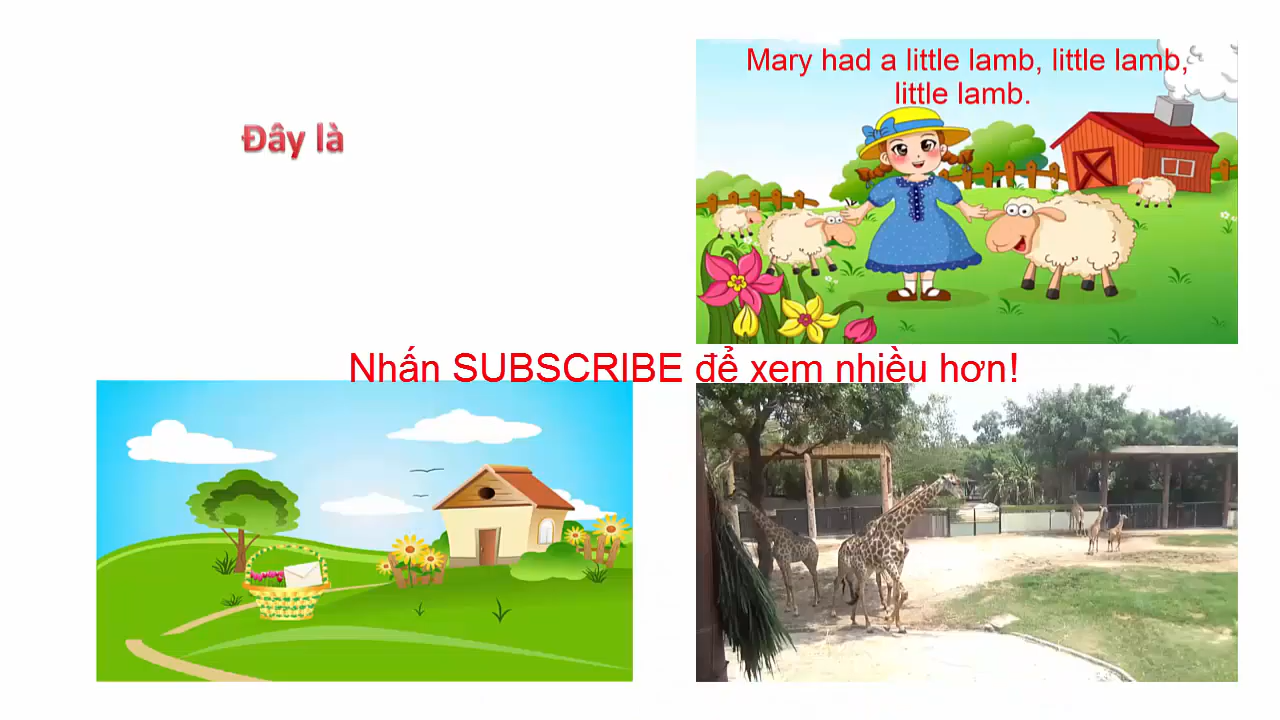 Đây là
Mary had a little lamb, little lamb,
little lamb.
Nhấn SUBSCRIBE để xem nhiều hơn!